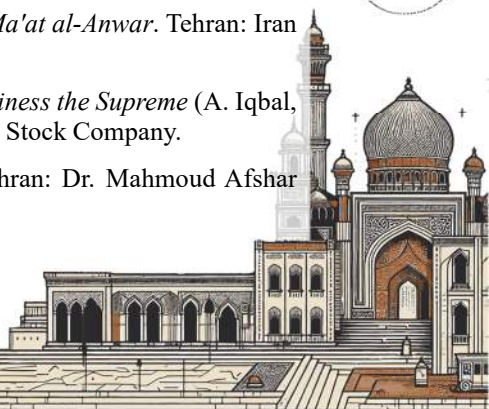 Ma'at al-Anwar. Tehran: Iran
iness the Supreme (A. Iqbal,
Stock Company.
hran: Dr. Mahmoud Afshar